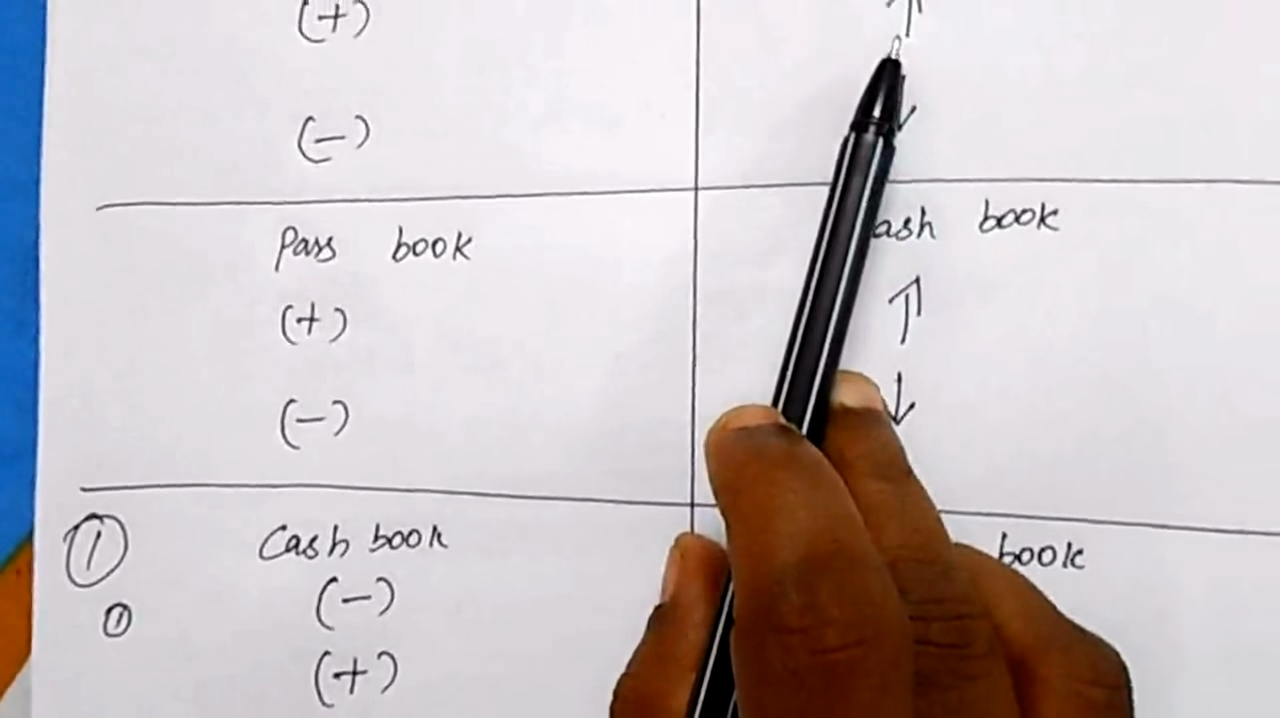 (+)
(-)
Pass book
ash book
(+)
↑
(-)
↓
① Cash book
book
① (-)
(+)